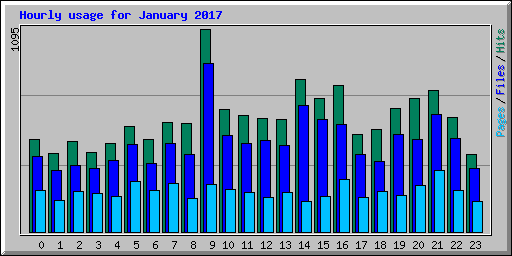 Hourly usage for January 2017
1095
Pages / Files / Hits
0 1 2 3 4 5 6 7 8 9 10 11 12 13 14 15 16 17 18 19 20 21 22 23